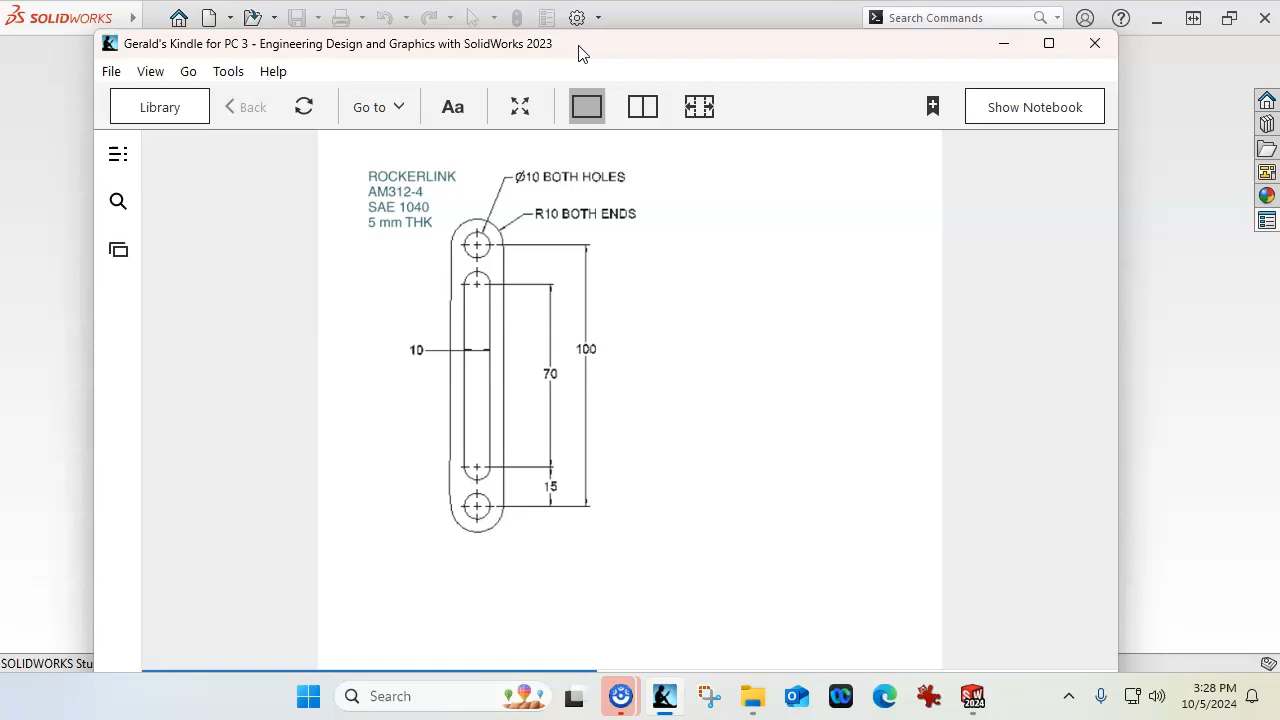 SOLIDWORKS
Search Commands
Gerald's Kindle for PC 3 - Engineering Design and Graphics with SolidWorks 2023
File View Go Tools Help
Library
Back
Go to
Aa
Show Notebook
ROCKERLINK
AM312-4
SAE 1040
5 mm THK
Ø10 BOTH HOLES
R10 BOTH ENDS
10
100
70
15
SOLIDWORKS Stu
Search
SW 2024
3:28 PM
10/5/2024